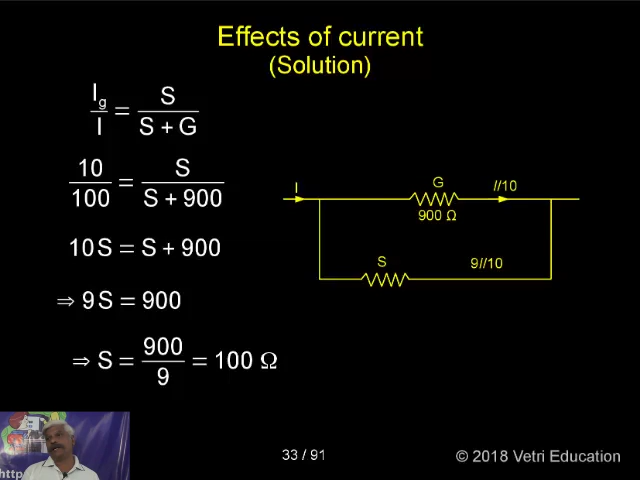 Effects of current
(Solution)
I_g / I = S / (S + G)
10 / 100 = S / (S + 900)
10 S = S + 900
⇒ 9 S = 900
⇒ S = 900 / 9 = 100 Ω
I
G
I/10
900 Ω
S
9I/10
http
33 / 91
© 2018 Vetri Education